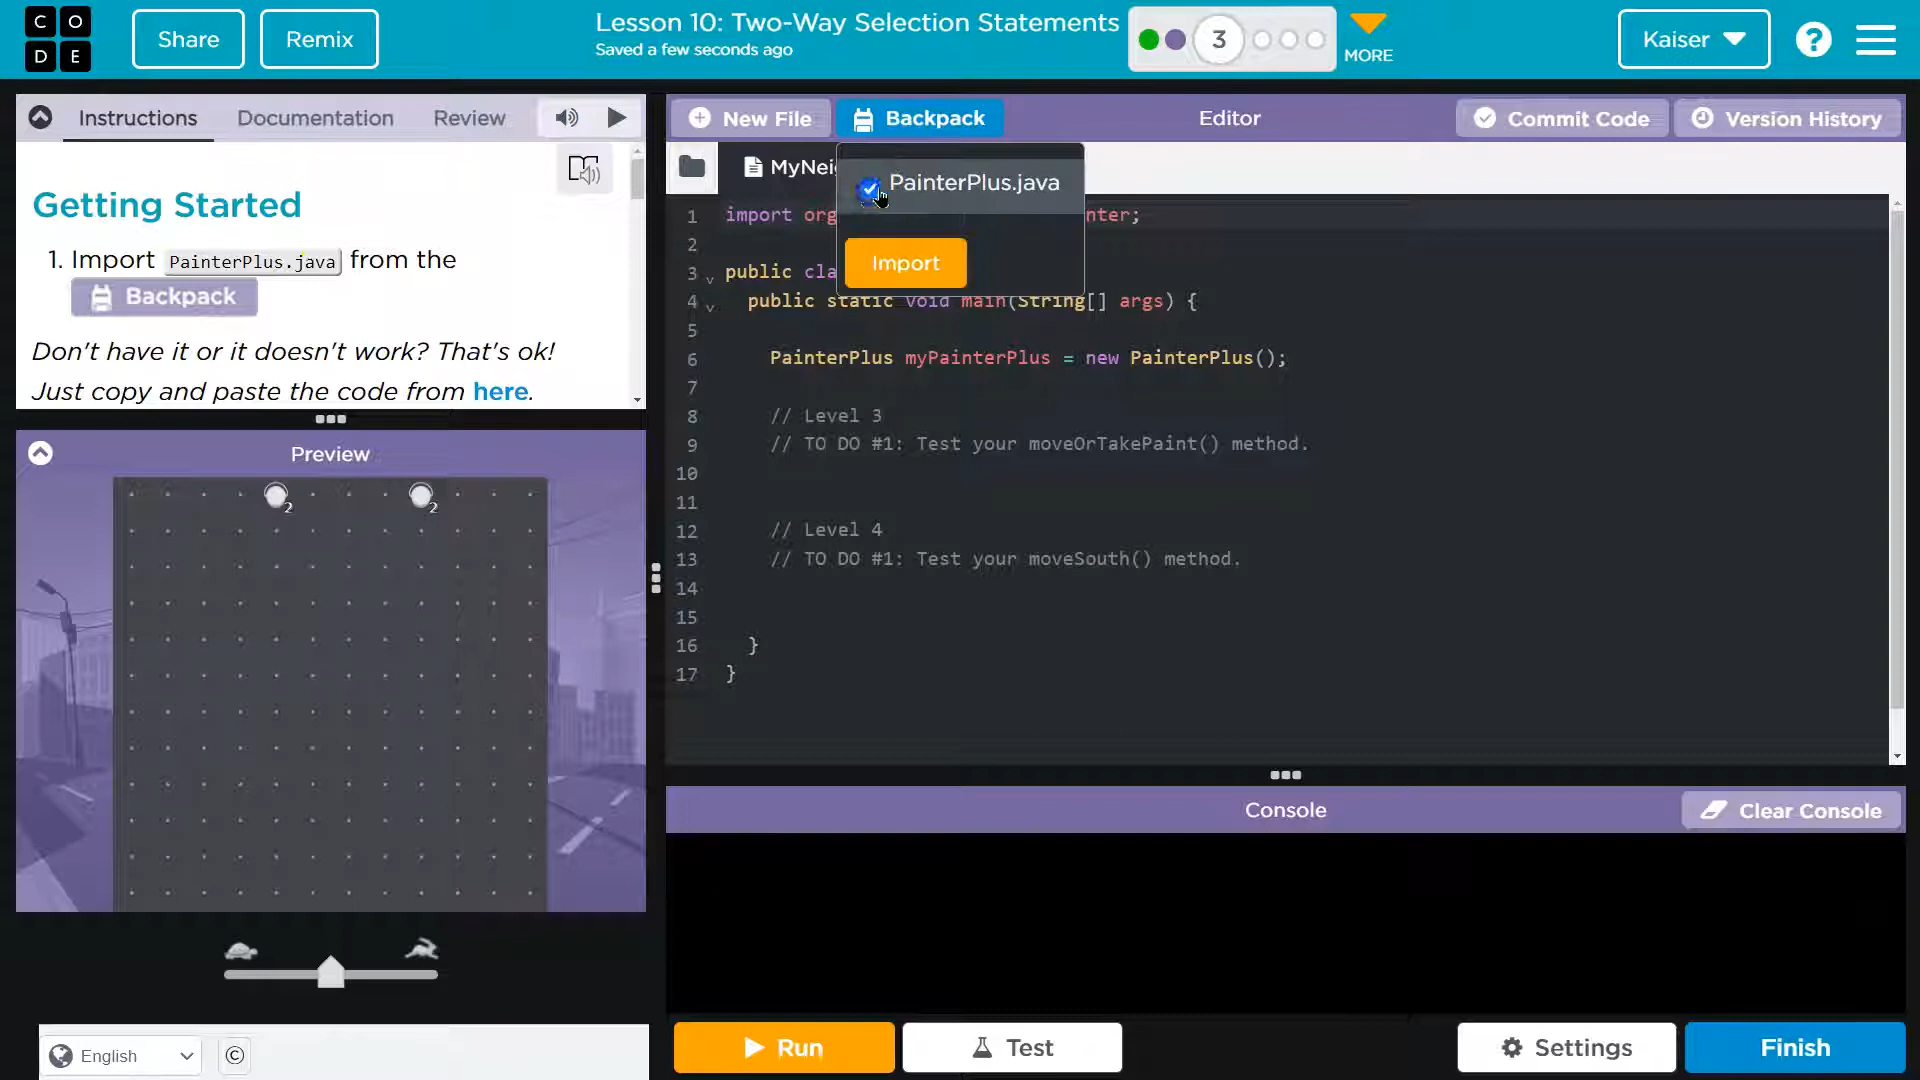 CODE
Share
Remix
Lesson 10: Two-Way Selection Statements
Saved a few seconds ago
3
MORE
Kaiser
?
Instructions
Documentation
Review
Getting Started
1. Import PainterPlus.java from the
Backpack
Don't have it or it doesn't work? That's ok!
Just copy and paste the code from here.
Preview
2
2
English
©
New File
Backpack
Editor
Commit Code
Version History
MyNei
PainterPlus.java
Import
1 import org nter;
2
3 public cla
4 public static void main(String[] args) {
5
6 PainterPlus myPainterPlus = new PainterPlus();
7
8 // Level 3
9 // TO DO #1: Test your moveOrTakePaint() method.
10
11
12 // Level 4
13 // TO DO #1: Test your moveSouth() method.
14
15
16 }
17 }
Console
Clear Console
Run
Test
Settings
Finish